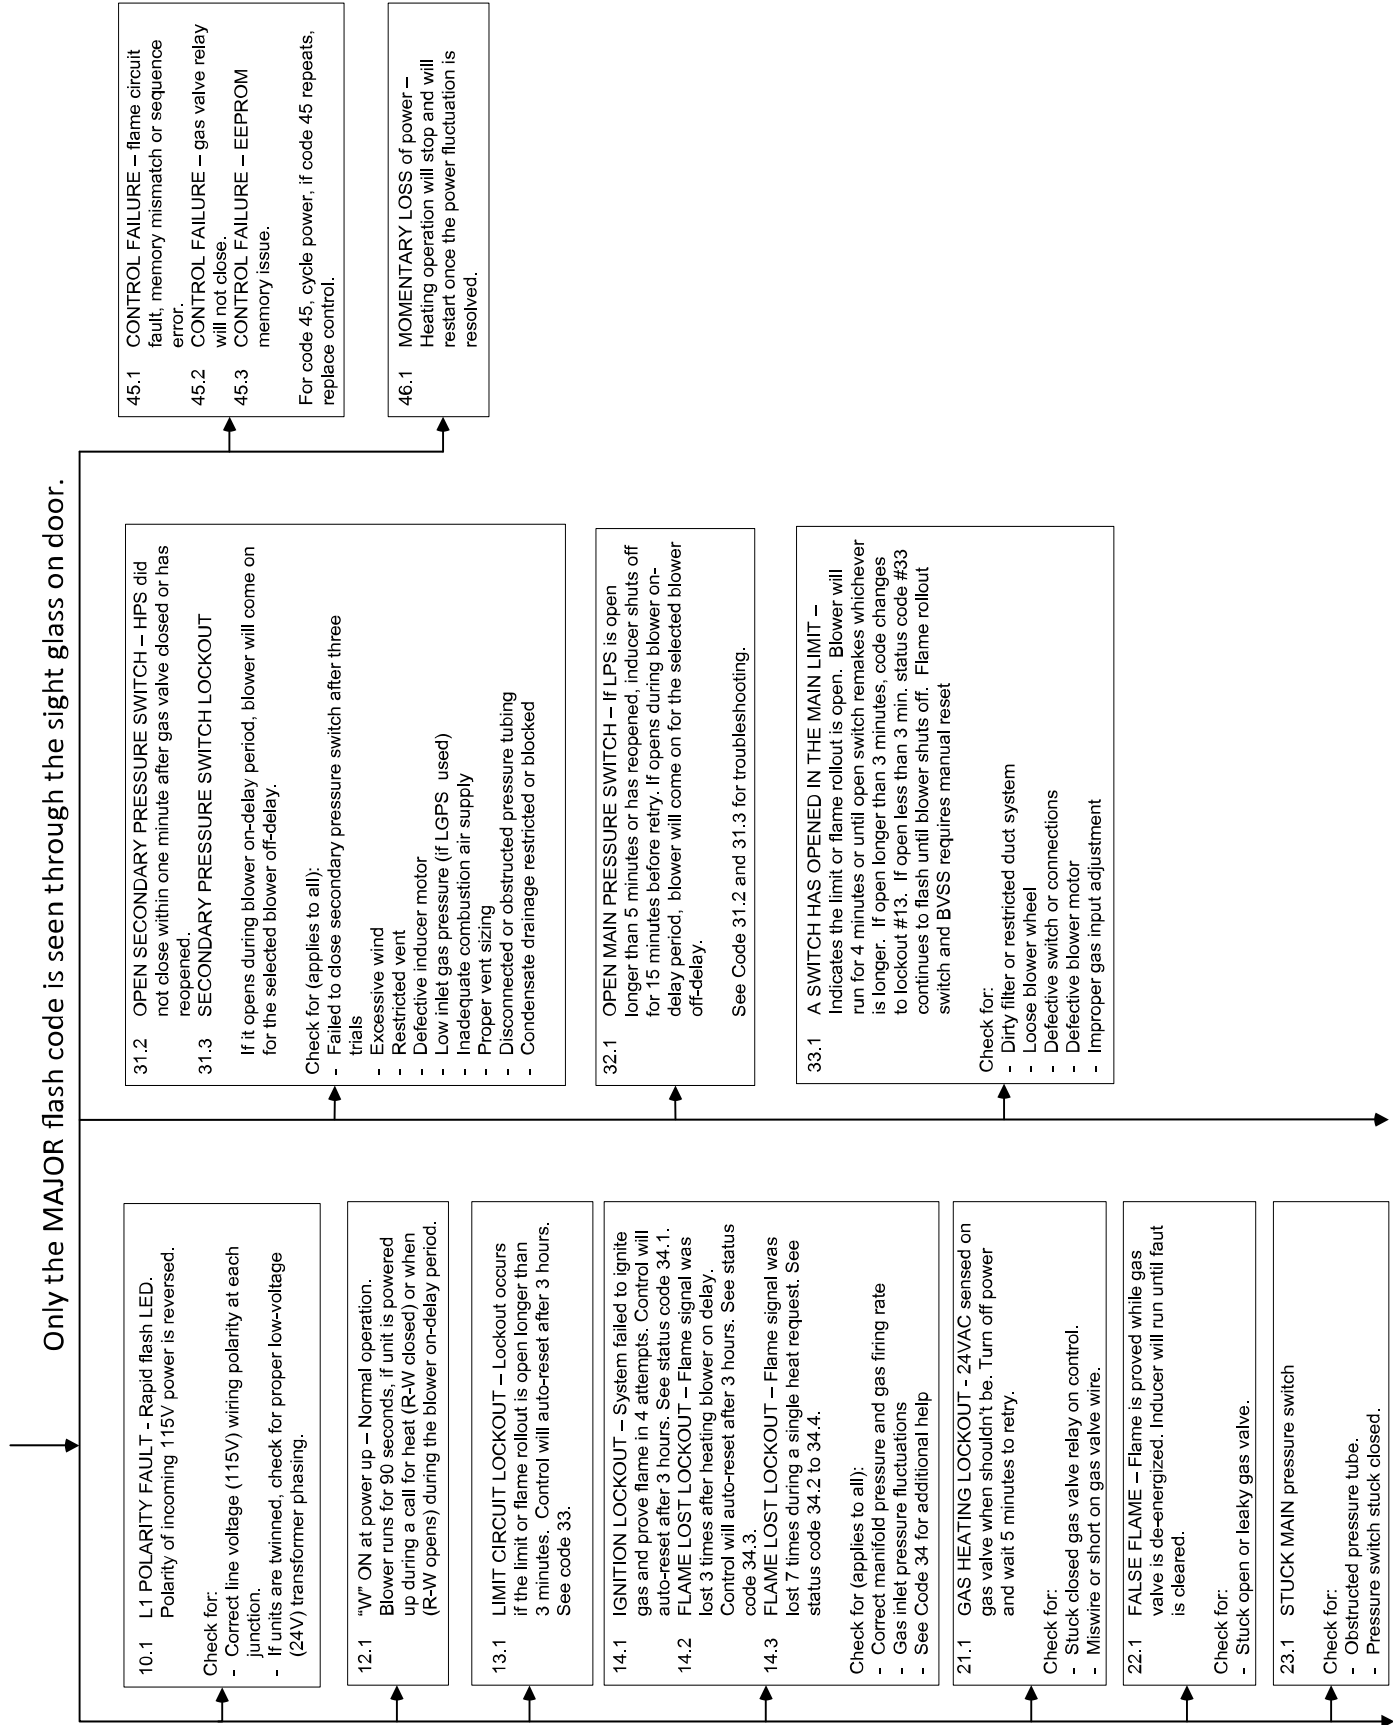 Only the MAJOR flash code is seen through the sight glass on door.
10.1 L1 POLARITY FAULT - Rapid flash LED.
Polarity of incoming 115V power is reversed.
Check for:
- Correct line voltage (115V) wiring polarity at each
junction.
- If units are twinned, check for proper low-voltage
(24V) transformer phasing.
12.1 “W” ON at power up – Normal operation.
Blower runs for 90 seconds, if unit is powered
up during a call for heat (R-W closed) or when
(R-W opens) during the blower on-delay period.
13.1 LIMIT CIRCUIT LOCKOUT – Lockout occurs
if the limit or flame rollout is open longer than
3 minutes. Control will auto-reset after 3 hours.
See code 33.
14.1 IGNITION LOCKOUT – System failed to ignite
gas and prove flame in 4 attempts. Control will
auto-reset after 3 hours. See status code 34.1.
14.2 FLAME LOST LOCKOUT – Flame signal was
lost 3 times after heating blower on delay.
Control will auto-reset after 3 hours. See status
code 34.3.
14.3 FLAME LOST LOCKOUT – Flame signal was
lost 7 times during a single heat request. See
status code 34.2 to 34.4.
Check for (applies to all):
- Correct manifold pressure and gas firing rate
- Gas inlet pressure fluctuations
- See Code 34 for additional help
21.1 GAS HEATING LOCKOUT - 24VAC sensed on
gas valve when shouldn't be. Turn off power
and wait 5 minutes to retry.
Check for:
- Stuck closed gas valve relay on control.
- Miswire or short on gas valve wire.
22.1 FALSE FLAME – Flame is proved while gas
valve is de-energized. Inducer will run until faut
is cleared.
Check for:
- Stuck open or leaky gas valve.
23.1 STUCK MAIN pressure switch
Check for:
- Obstructed pressure tube.
- Pressure switch stuck closed.
31.2 OPEN SECONDARY PRESSURE SWITCH – HPS did
not close within one minute after gas valve closed or has
reopened.
31.3 SECONDARY PRESSURE SWITCH LOCKOUT
If it opens during blower on-delay period, blower will come on
for the selected blower off-delay.
Check for (applies to all):
- Failed to close secondary pressure switch after three
trials
- Excessive wind
- Restricted vent
- Defective inducer motor
- Low inlet gas pressure (if LGPS used)
- Inadequate combustion air supply
- Proper vent sizing
- Disconnected or obstructed pressure tubing
- Condensate drainage restricted or blocked
32.1 OPEN MAIN PRESSURE SWITCH – If LPS is open
longer than 5 minutes or has reopened, inducer shuts off
for 15 minutes before retry. If opens during blower on-
delay period, blower will come on for the selected blower
off-delay.
See Code 31.2 and 31.3 for troubleshooting.
33.1 A SWITCH HAS OPENED IN THE MAIN LIMIT –
Indicates the limit or flame rollout is open. Blower will
run for 4 minutes or until open switch remakes whichever
is longer. If open longer than 3 minutes, code changes
to lockout #13. If open less than 3 min. status code #33
continues to flash until blower shuts off. Flame rollout
switch and BVSS requires manual reset
Check for:
- Dirty filter or restricted duct system
- Loose blower wheel
- Defective switch or connections
- Defective blower motor
- Improper gas input adjustment
45.1 CONTROL FAILURE – flame circuit
fault, memory mismatch or sequence
error.
45.2 CONTROL FAILURE – gas valve relay
will not close.
45.3 CONTROL FAILURE – EEPROM
memory issue.
For code 45, cycle power, if code 45 repeats,
replace control.
46.1 MOMENTARY LOSS of power –
Heating operation will stop and will
restart once the power fluctuation is
resolved.